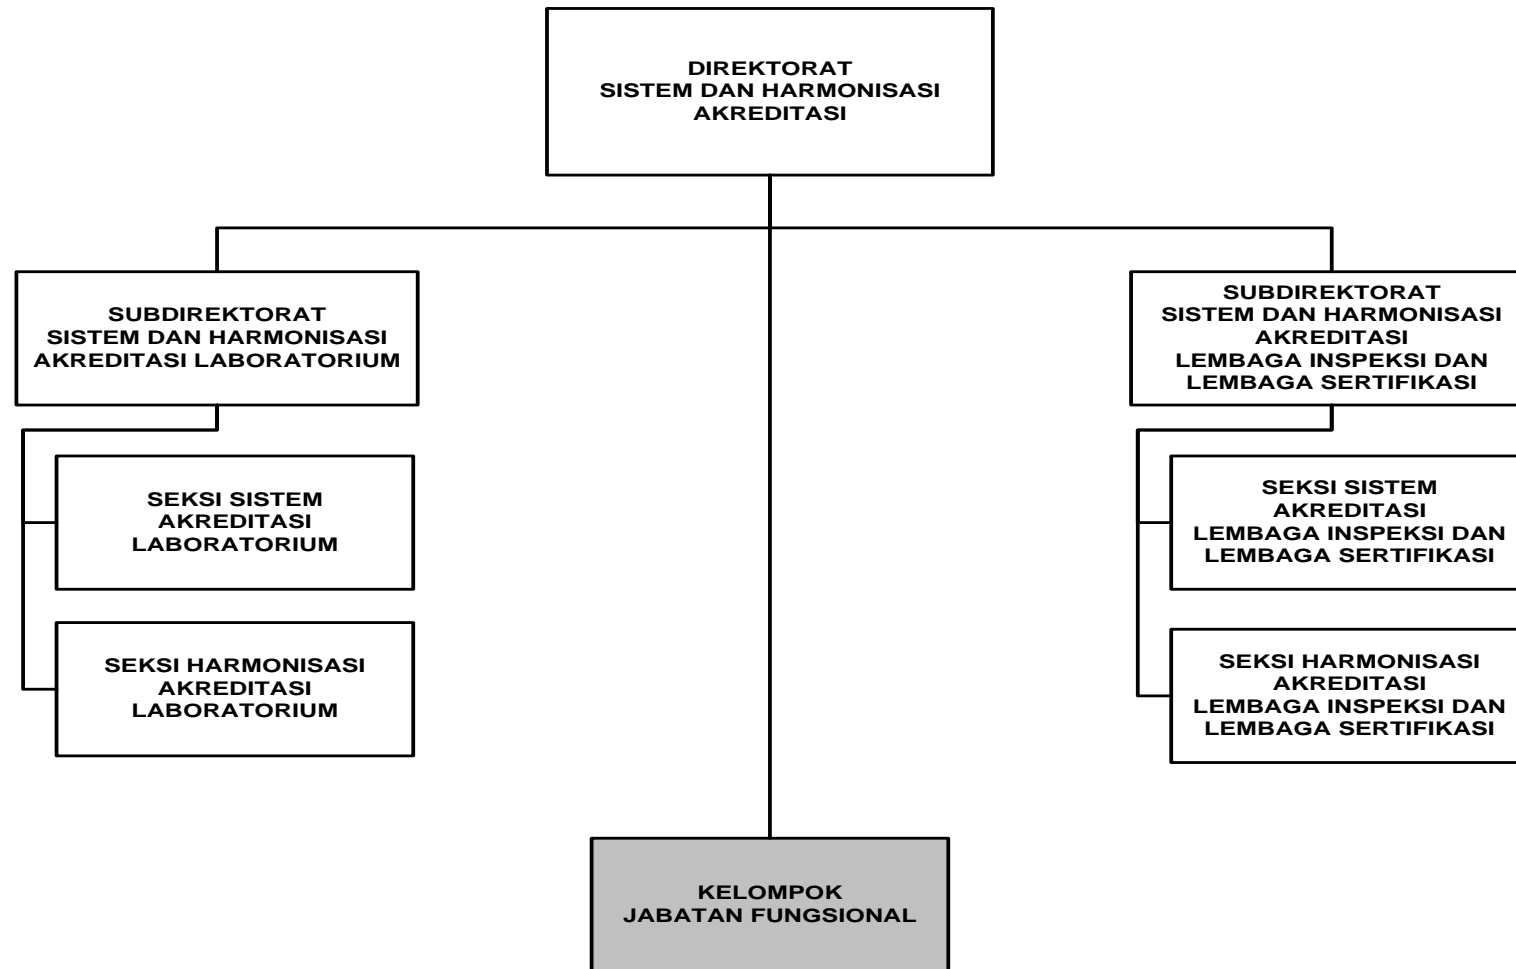 DIREKTORAT
SISTEM DAN HARMONISASI
AKREDITASI
SUBDIREKTORAT
SISTEM DAN HARMONISASI
AKREDITASI LABORATORIUM
SEKSI SISTEM
AKREDITASI
LABORATORIUM
SEKSI HARMONISASI
AKREDITASI
LABORATORIUM
SUBDIREKTORAT
SISTEM DAN HARMONISASI
AKREDITASI
LEMBAGA INSPEKSI DAN
LEMBAGA SERTIFIKASI
SEKSI SISTEM
AKREDITASI
LEMBAGA INSPEKSI DAN
LEMBAGA SERTIFIKASI
SEKSI HARMONISASI
AKREDITASI
LEMBAGA INSPEKSI DAN
LEMBAGA SERTIFIKASI
KELOMPOK
JABATAN FUNGSIONAL